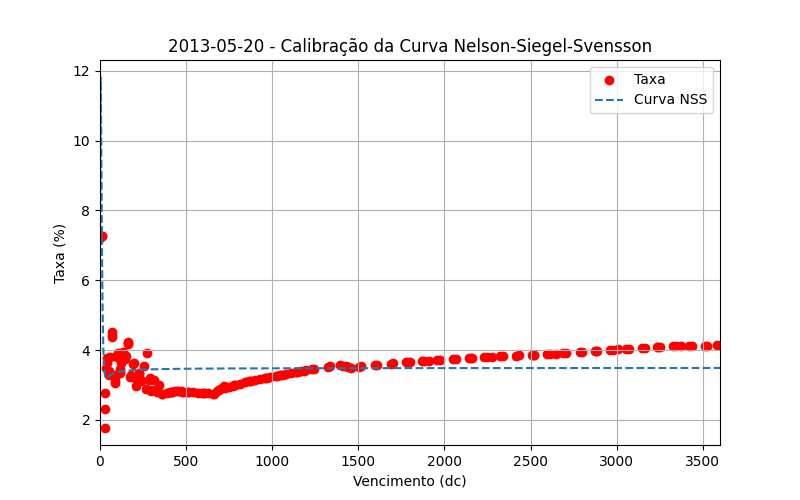 2013-05-20 - Calibração da Curva Nelson-Siegel-Svensson
Taxa
Curva NSS
Taxa (%)
12
10
8
6
4
2
0 500 1000 1500 2000 2500 3000 3500
Vencimento (dc)